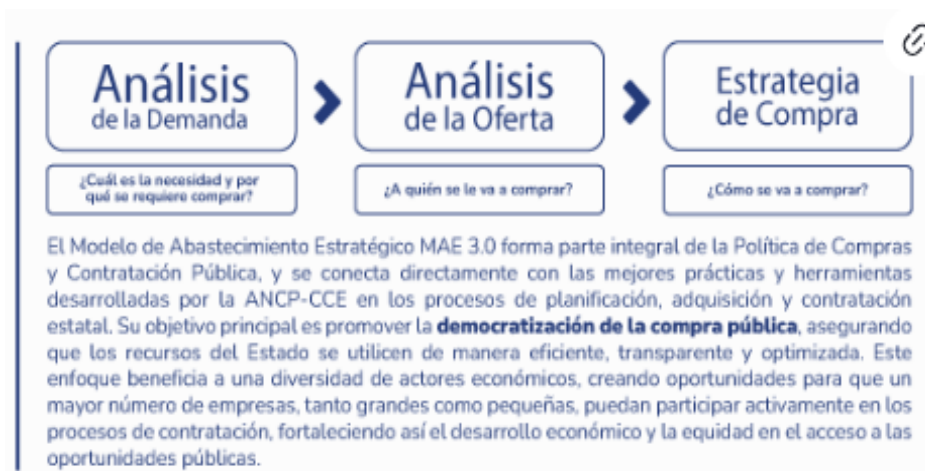 Análisis
de la Demanda
Análisis
de la Oferta
Estrategia
de Compra
¿Cuál es la necesidad y por
qué se requiere comprar?
¿A quién se le va a comprar?
¿Cómo se va a comprar?
El Modelo de Abastecimiento Estratégico MAE 3.0 forma parte integral de la Política de Compras
y Contratación Pública, y se conecta directamente con las mejores prácticas y herramientas
desarrolladas por la ANCP-CCE en los procesos de planificación, adquisición y contratación
estatal. Su objetivo principal es promover la democratización de la compra pública, asegurando
que los recursos del Estado se utilicen de manera eficiente, transparente y optimizada. Este
enfoque beneficia a una diversidad de actores económicos, creando oportunidades para que un
mayor número de empresas, tanto grandes como pequeñas, puedan participar activamente en los
procesos de contratación, fortaleciendo así el desarrollo económico y la equidad en el acceso a las
oportunidades públicas.